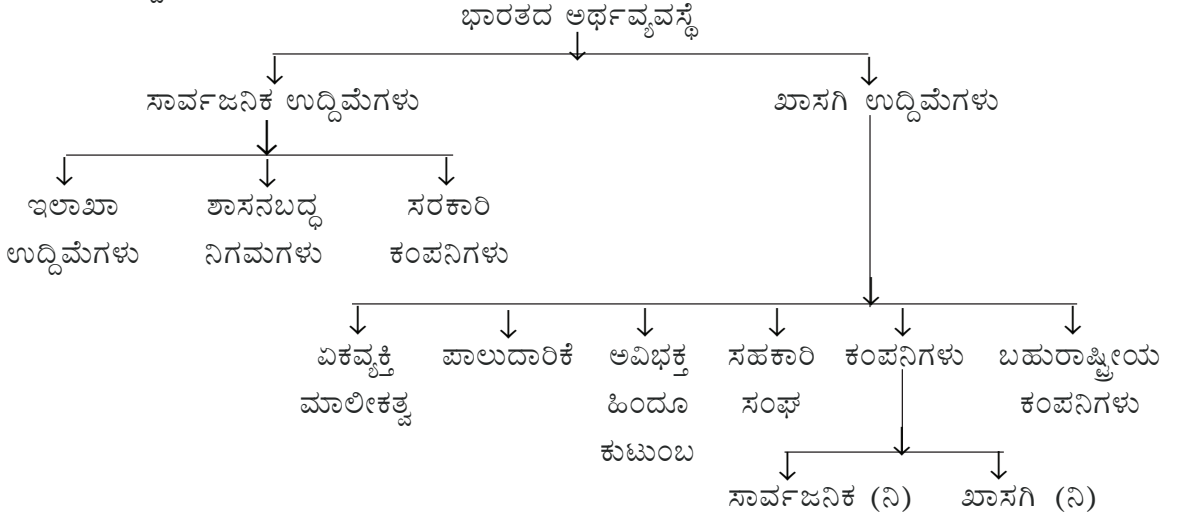 ಭಾರತದ ಅರ್ಥವ್ಯವಸ್ಥೆ
ಸಾರ್ವಜನಿಕ ಉದ್ದಿಮೆಗಳು
ಖಾಸಗಿ ಉದ್ದಿಮೆಗಳು
ಇಲಾಖಾ
ಉದ್ದಿಮೆಗಳು
ಶಾಸನಬದ್ಧ
ನಿಗಮಗಳು
ಸರಕಾರಿ
ಕಂಪನಿಗಳು
ಏಕವ್ಯಕ್ತಿ
ಮಾಲೀಕತ್ವ
ಪಾಲುದಾರಿಕೆ
ಅವಿಭಕ್ತ
ಹಿಂದೂ
ಕುಟುಂಬ
ಸಹಕಾರಿ
ಸಂಘ
ಕಂಪನಿಗಳು
ಬಹುರಾಷ್ಟ್ರೀಯ
ಕಂಪನಿಗಳು
ಸಾರ್ವಜನಿಕ (ನಿ)
ಖಾಸಗಿ (ನಿ)